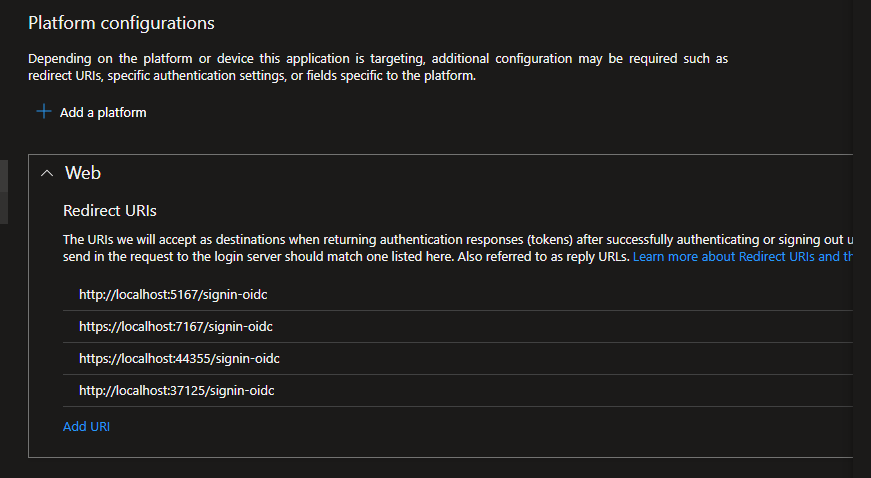 Platform configurations
Depending on the platform or device this application is targeting, additional configuration may be required such as
redirect URIs, specific authentication settings, or fields specific to the platform.
Add a platform
Web
Redirect URIs
The URIs we will accept as destinations when returning authentication responses (tokens) after successfully authenticating or signing out u
send in the request to the login server should match one listed here. Also referred to as reply URLs. Learn more about Redirect URIs and th
http://localhost:5167/signin-oidc
https://localhost:7167/signin-oidc
https://localhost:44355/signin-oidc
http://localhost:37125/signin-oidc
Add URI